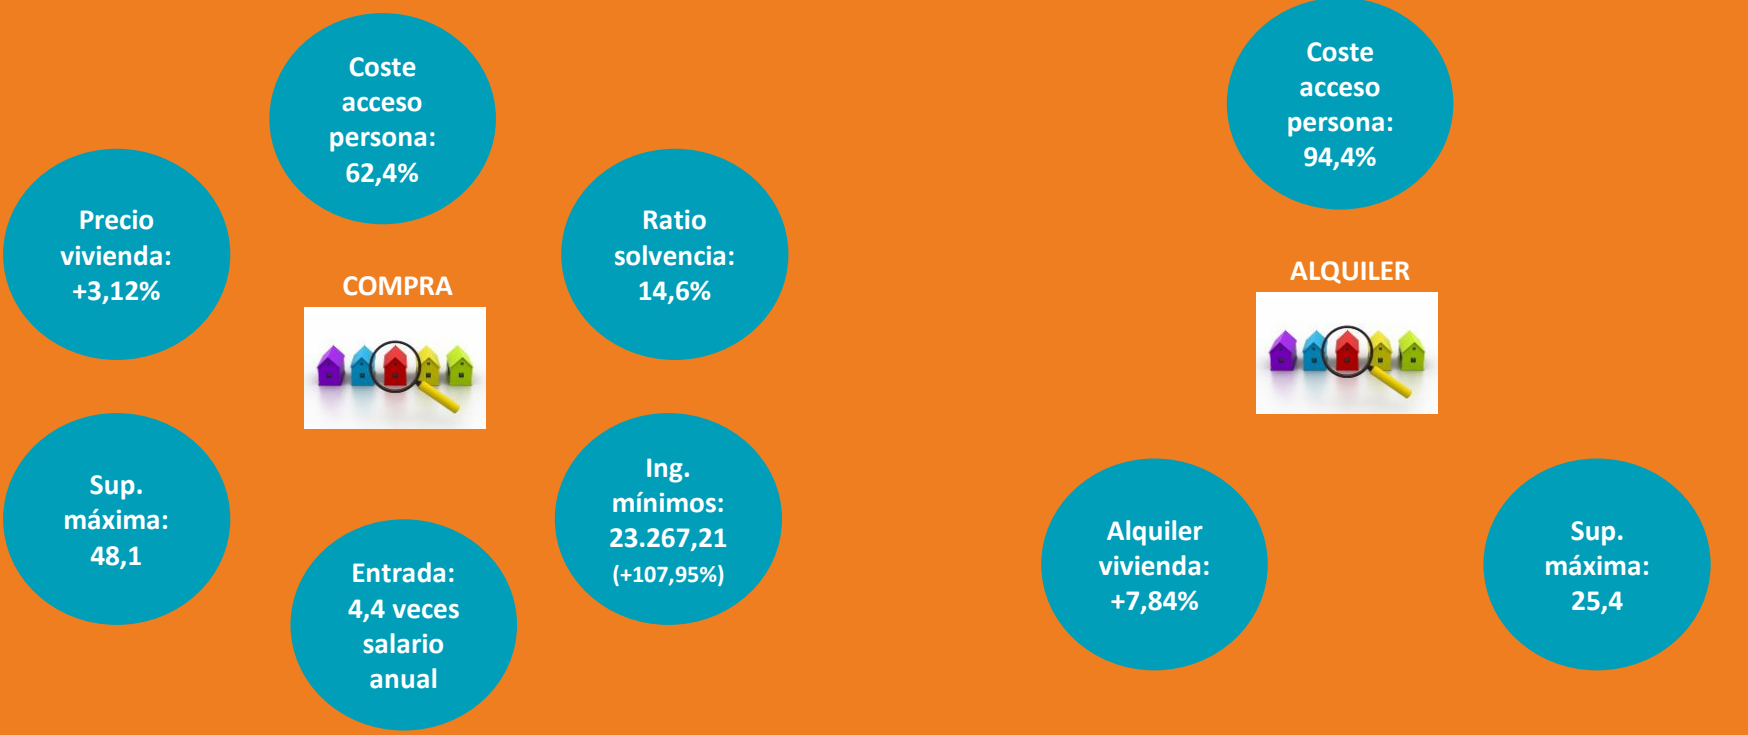 Coste
acceso
persona:
62,4%
Precio
vivienda:
+3,12%
Ratio
solvencia:
14,6%
COMPRA
Sup.
máxima:
48,1
Ing.
mínimos:
23.267,21
(+107,95%)
Entrada:
4,4 veces
salario
anual
Coste
acceso
persona:
94,4%
ALQUILER
Alquiler
vivienda:
+7,84%
Sup.
máxima:
25,4